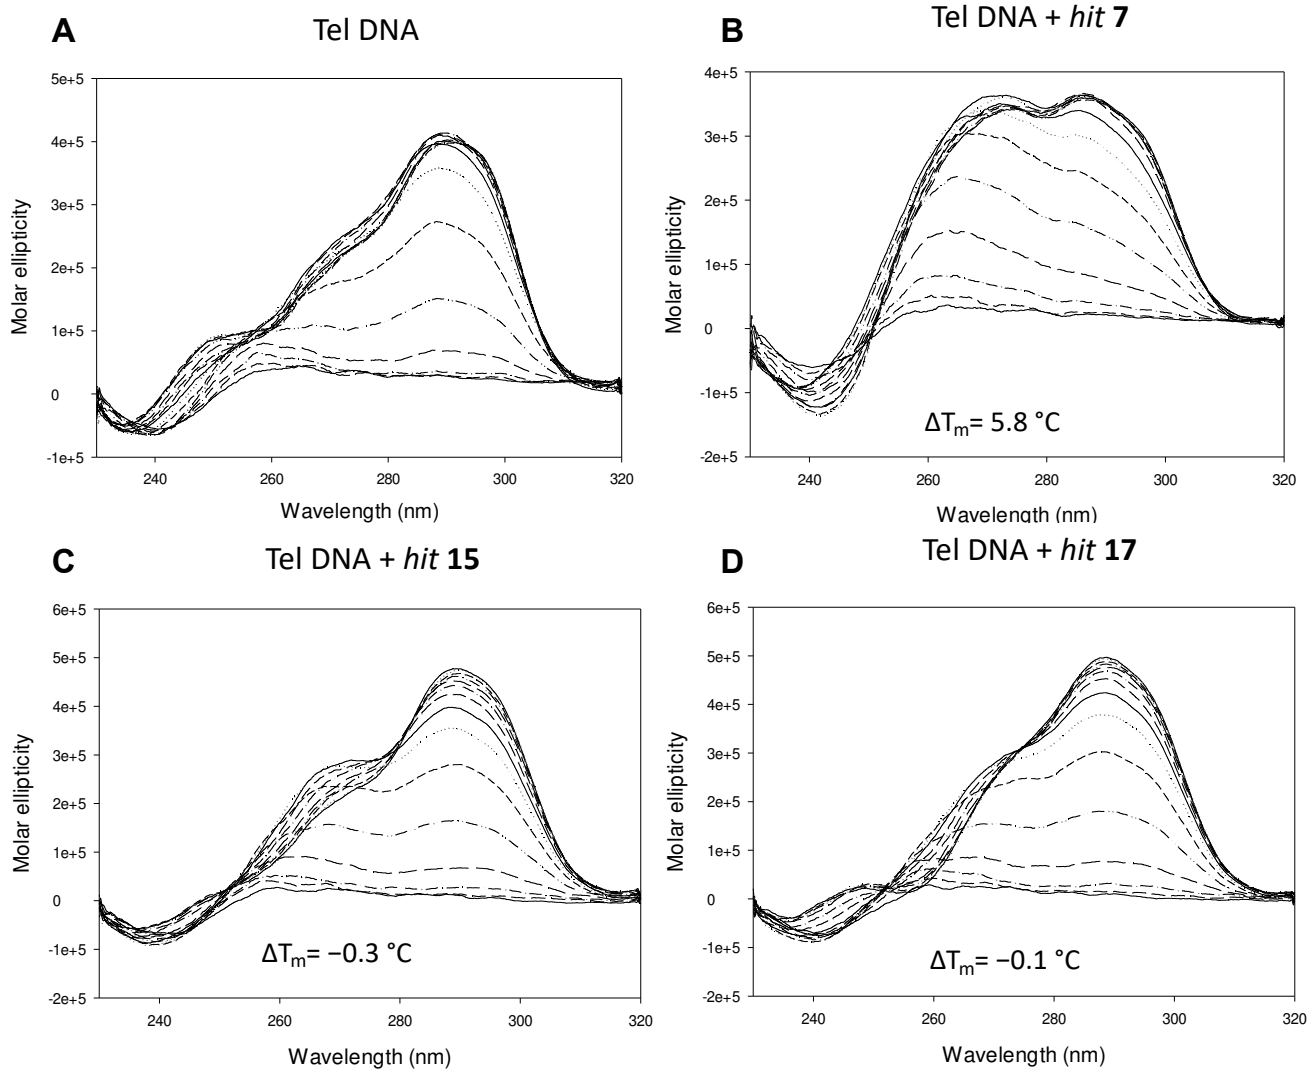 A
Tel DNA
5e+5
4e+5
3e+5
2e+5
1e+5
0
-1e+5
Molar ellipticity
240
260
280
300
320
Wavelength (nm)
B
Tel DNA + hit 7
4e+5
3e+5
2e+5
1e+5
0
-1e+5
-2e+5
Molar ellipticity
ΔTm= 5.8 °C
240
260
280
300
320
Wavelength (nm)
C
Tel DNA + hit 15
6e+5
5e+5
4e+5
3e+5
2e+5
1e+5
0
-1e+5
-2e+5
Molar ellipticity
ΔTm= −0.3 °C
240
260
280
300
320
Wavelength (nm)
D
Tel DNA + hit 17
6e+5
5e+5
4e+5
3e+5
2e+5
1e+5
0
-1e+5
-2e+5
Molar ellipticity
ΔTm= −0.1 °C
240
260
280
300
320
Wavelength (nm)